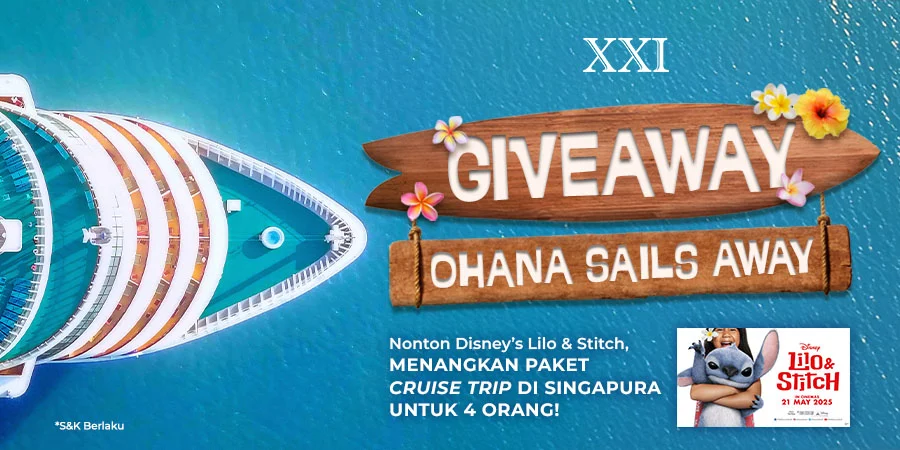 XXI
GIVEAWAY
OHANA SAILS AWAY
Nonton Disney's Lilo & Stitch,
MENANGKAN PAKET
CRUISE TRIP DI SINGAPURA
UNTUK 4 ORANG!
Disney
Lilo &
Stitch
IN CINEMAS
21 MAY 2025
*S&K Berlaku